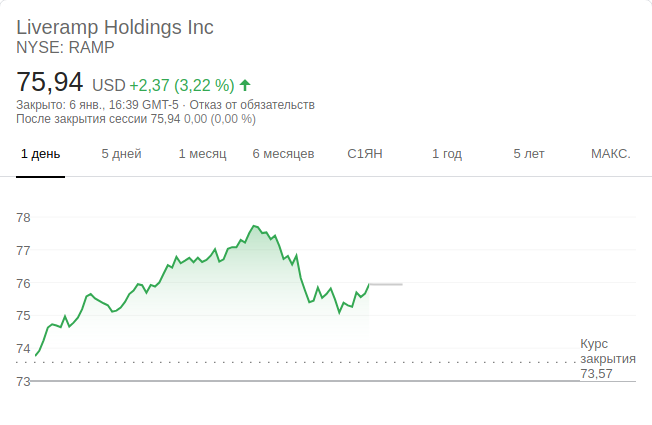 Liveramp Holdings Inc
NYSE: RAMP
75,94 USD +2,37 (3,22 %)
Закрыто: 6 янв., 16:39 GMT-5 · Отказ от обязательств
После закрытия сессии 75,94 0,00 (0,00 %)
1 день 5 дней 1 месяц 6 месяцев С1ЯН 1 год 5 лет МАКС.
78
77
76
75
74
73
Курс
закрытия
73,57